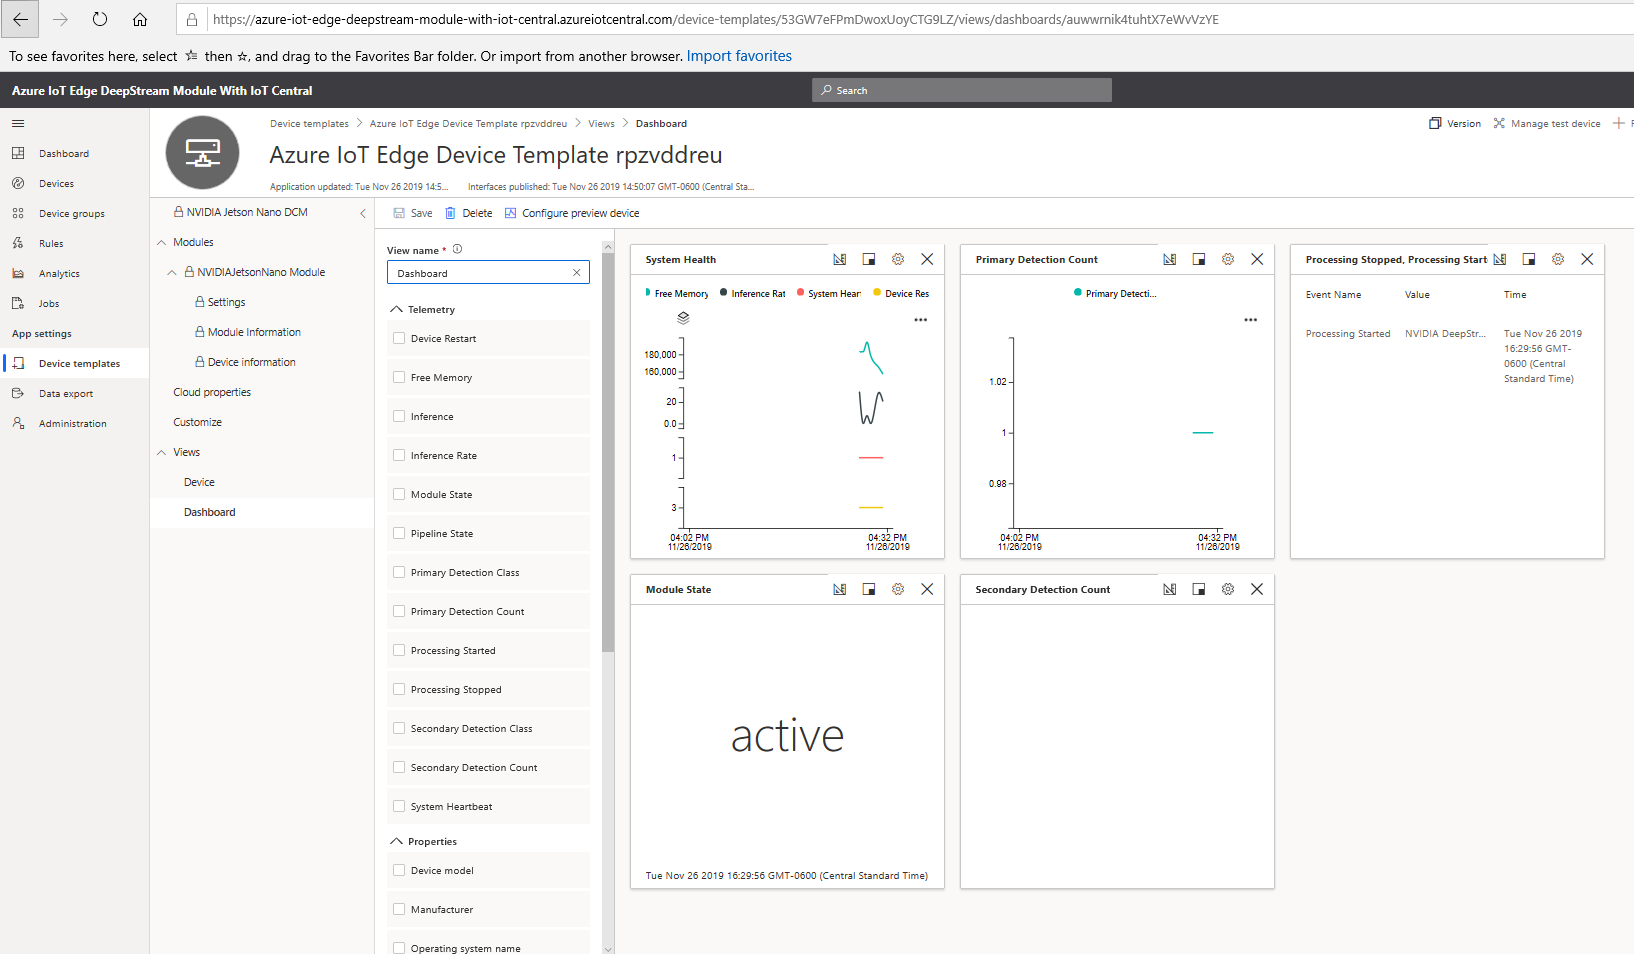 https://azure-iot-edge-deepstream-module-with-iot-central.azureiotcentral.com/device-templates/53GW7eFPmDwoxUoyCTG9LZ/views/dashboards/auwwrnik4tuhtX7eWvVzYE
To see favorites here, select then , and drag to the Favorites Bar folder. Or import from another browser. Import favorites
Azure IoT Edge DeepStream Module With IoT Central
Search
Dashboard
Devices
Device groups
Rules
Analytics
Jobs
App settings
Device templates
Data export
Administration
Device templates > Azure IoT Edge Device Template rpzvddreu > Views > Dashboard
Version
Manage test device
Azure IoT Edge Device Template rpzvddreu
Application updated: Tue Nov 26 2019 14:5...
Interfaces published: Tue Nov 26 2019 14:50:07 GMT-0600 (Central Sta...
NVIDIA Jetson Nano DCM
Modules
NVIDIAJetsonNano Module
Settings
Module Information
Device information
Cloud properties
Customize
Views
Device
Dashboard
Save
Delete
Configure preview device
View name *
Dashboard
Telemetry
Device Restart
Free Memory
Inference
Inference Rate
Module State
Pipeline State
Primary Detection Class
Primary Detection Count
Processing Started
Processing Stopped
Secondary Detection Class
Secondary Detection Count
System Heartbeat
Properties
Device model
Manufacturer
Operating system name
System Health
Free Memory
Inference Rat
System Hear
Device Res
180,000
160,000
20
0.0
1
3
04:02 PM
11/26/2019
04:32 PM
11/26/2019
Primary Detection Count
Primary Detecti...
1.02
1
0.98
04:02 PM
11/26/2019
04:32 PM
11/26/2019
Processing Stopped, Processing Start
Event Name
Value
Time
Processing Started
NVIDIA DeepStr...
Tue Nov 26 2019
16:29:56 GMT-
0600 (Central
Standard Time)
Module State
active
Tue Nov 26 2019 16:29:56 GMT-0600 (Central Standard Time)
Secondary Detection Count